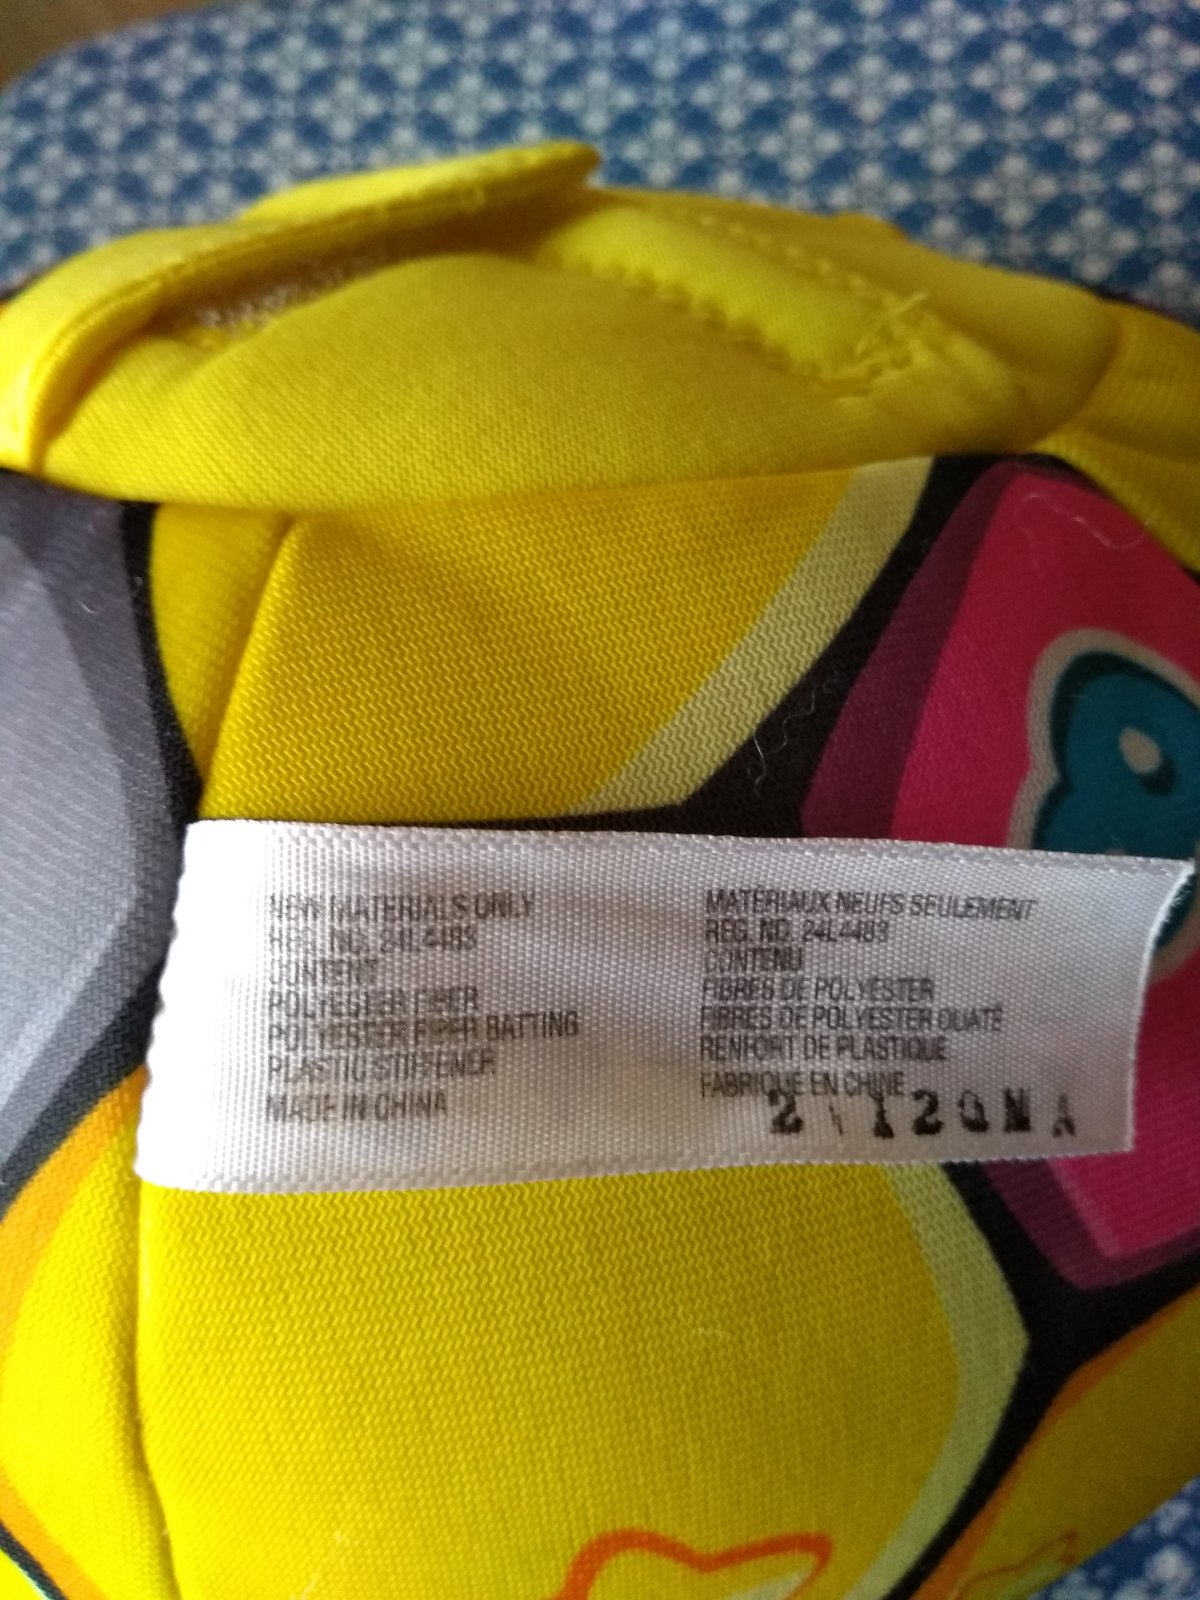 NEW MATERIALS ONLY
REG. NO. 24L4483
CONTENT
POLYESTER FIBER
POLYESTER FIBER BATTING
PLASTIC STIFFENER
MADE IN CHINA
MATÉRIAUX NEUFS SEULEMENT
REG. NO. 24L4483
CONTENU
FIBRES DE POLYESTER
FIBRES DE POLYESTER OUATÉ
RENFORT DE PLASTIQUE
FABRIQUÉ EN CHINE